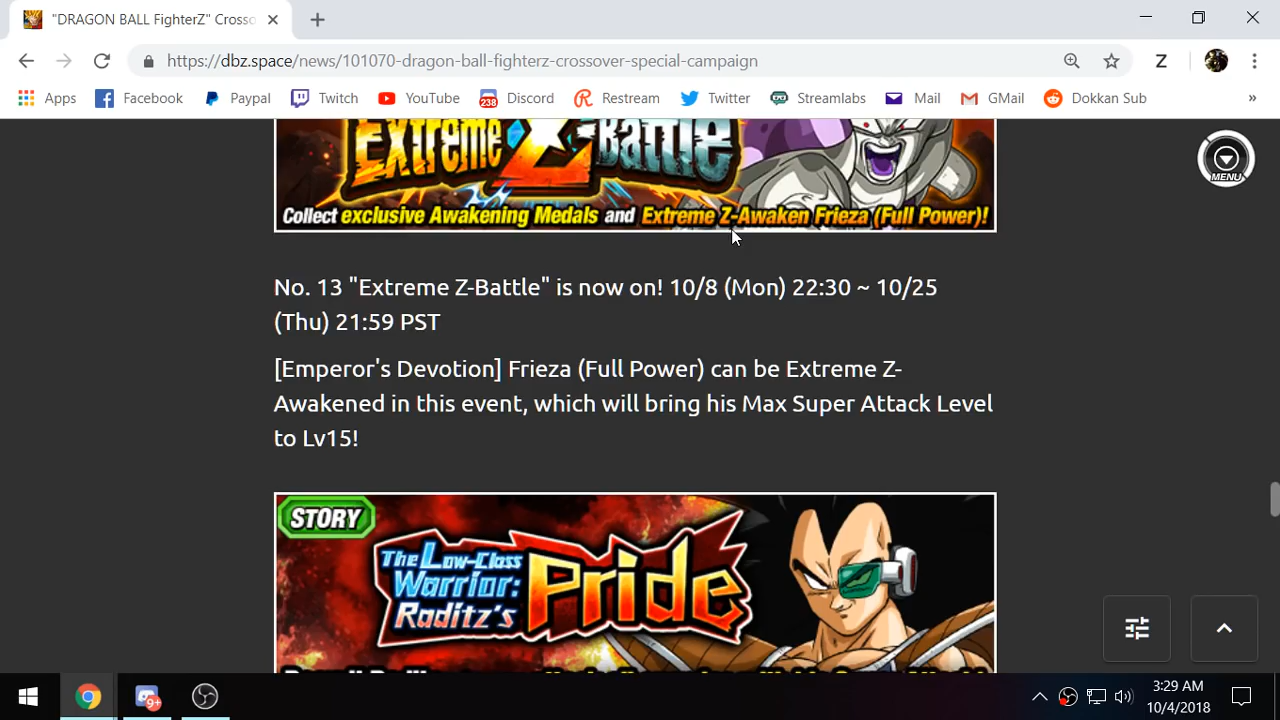 "DRAGON BALL FighterZ" Cross
https://dbz.space/news/101070-dragon-ball-fighterz-crossover-special-campaign
Z
Apps Facebook Paypal Twitch YouTube 238 Discord Restream Twitter Streamlabs Mail GMail Dokkan Sub »
Extreme Z-Battle
MENU
Collect exclusive Awakening Medals and Extreme Z-Awaken Frieza (Full Power)!
No. 13 "Extreme Z-Battle" is now on! 10/8 (Mon) 22:30 ~ 10/25
(Thu) 21:59 PST
[Emperor's Devotion] Frieza (Full Power) can be Extreme Z-
Awakened in this event, which will bring his Max Super Attack Level
to Lv15!
STORY
The Low-Class
Warrior:
Raditz's
Pride
9+
3:29 AM
10/4/2018